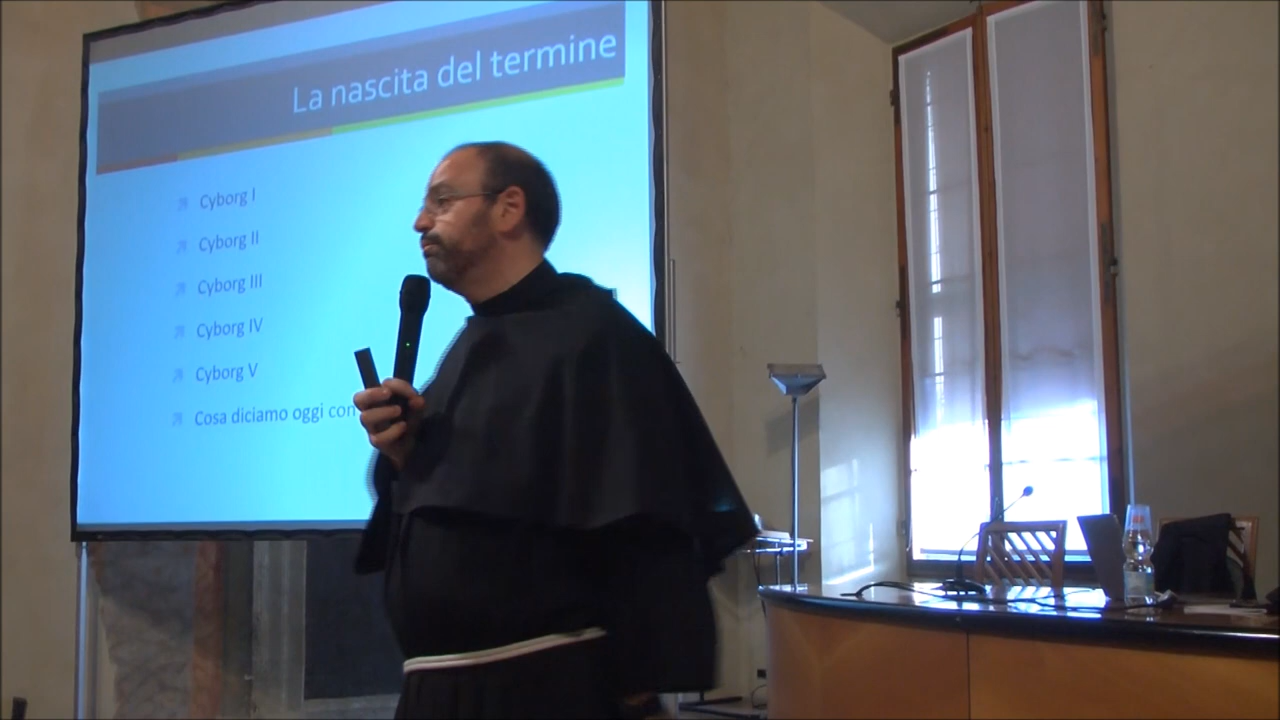 La nascita del termine
Cyborg I
Cyborg II
Cyborg III
Cyborg IV
Cyborg V
Cosa diciamo oggi con